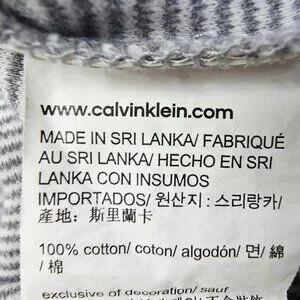 www.calvinklein.com
MADE IN SRI LANKA/ FABRIQUÉ
AU SRI LANKA/ HECHO EN SRI
LANKA CON INSUMOS
IMPORTADOS/ 원산지 : 스리랑카/
產地：斯里蘭卡
100% cotton/ coton/ algodón/ 면/ 綿
/ 棉
exclusive of decoration/ sauf